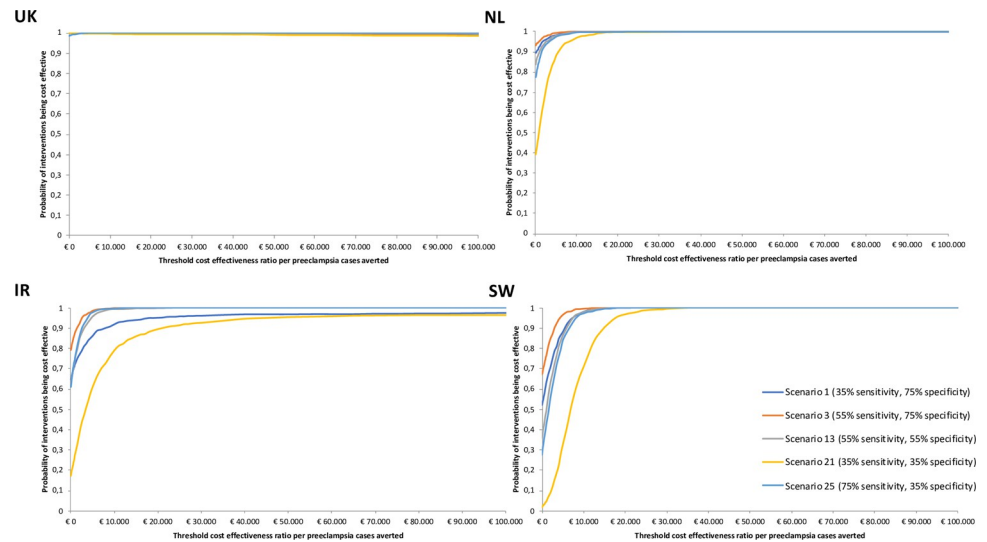 UK
Probability of interventions being cost effective
1
0,9
0,8
0,7
0,6
0,5
0,4
0,3
0,2
0,1
0
€ 0 € 10.000 € 20.000 € 30.000 € 40.000 € 50.000 € 60.000 € 70.000 € 80.000 € 90.000 € 100.000
Threshold cost effectiveness ratio per preeclampsia cases averted
NL
Probability of interventions being cost effective
1
0,9
0,8
0,7
0,6
0,5
0,4
0,3
0,2
0,1
0
€ 0 € 10.000 € 20.000 € 30.000 € 40.000 € 50.000 € 60.000 € 70.000 € 80.000 € 90.000 € 100.000
Threshold cost effectiveness ratio per preeclampsia cases averted
IR
Probability of interventions being cost effective
1
0,9
0,8
0,7
0,6
0,5
0,4
0,3
0,2
0,1
0
€ 0 € 10.000 € 20.000 € 30.000 € 40.000 € 50.000 € 60.000 € 70.000 € 80.000 € 90.000 € 100.000
Threshold cost effectiveness ratio per preeclampsia cases averted
SW
Probability of interventions being cost effective
1
0,9
0,8
0,7
0,6
0,5
0,4
0,3
0,2
0,1
0
€ 0 € 10.000 € 20.000 € 30.000 € 40.000 € 50.000 € 60.000 € 70.000 € 80.000 € 90.000 € 100.000
Threshold cost effectiveness ratio per preeclampsia cases averted
Scenario 1 (35% sensitivity, 75% specificity)
Scenario 3 (55% sensitivity, 75% specificity)
Scenario 13 (55% sensitivity, 55% specificity)
Scenario 21 (35% sensitivity, 35% specificity)
Scenario 25 (75% sensitivity, 35% specificity)